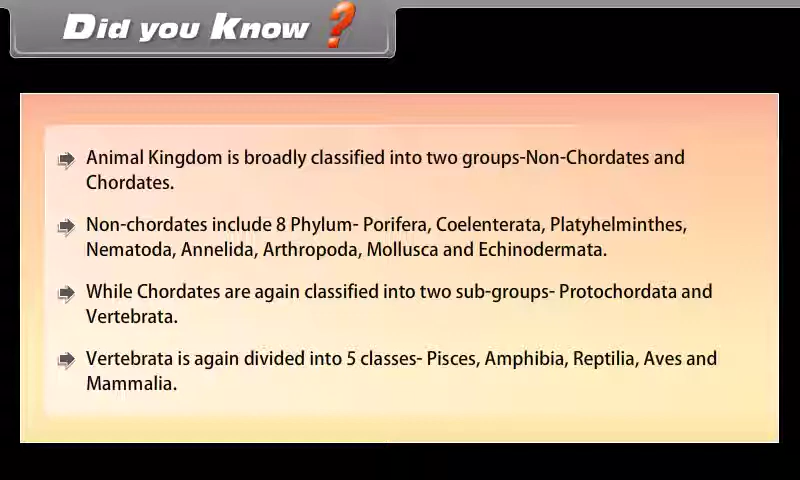 Did you Know ?
Animal Kingdom is broadly classified into two groups-Non-Chordates and
Chordates.
Non-chordates include 8 Phylum- Porifera, Coelenterata, Platyhelminthes,
Nematoda, Annelida, Arthropoda, Mollusca and Echinodermata.
While Chordates are again classified into two sub-groups- Protochordata and
Vertebrata.
Vertebrata is again divided into 5 classes- Pisces, Amphibia, Reptilia, Aves and
Mammalia.